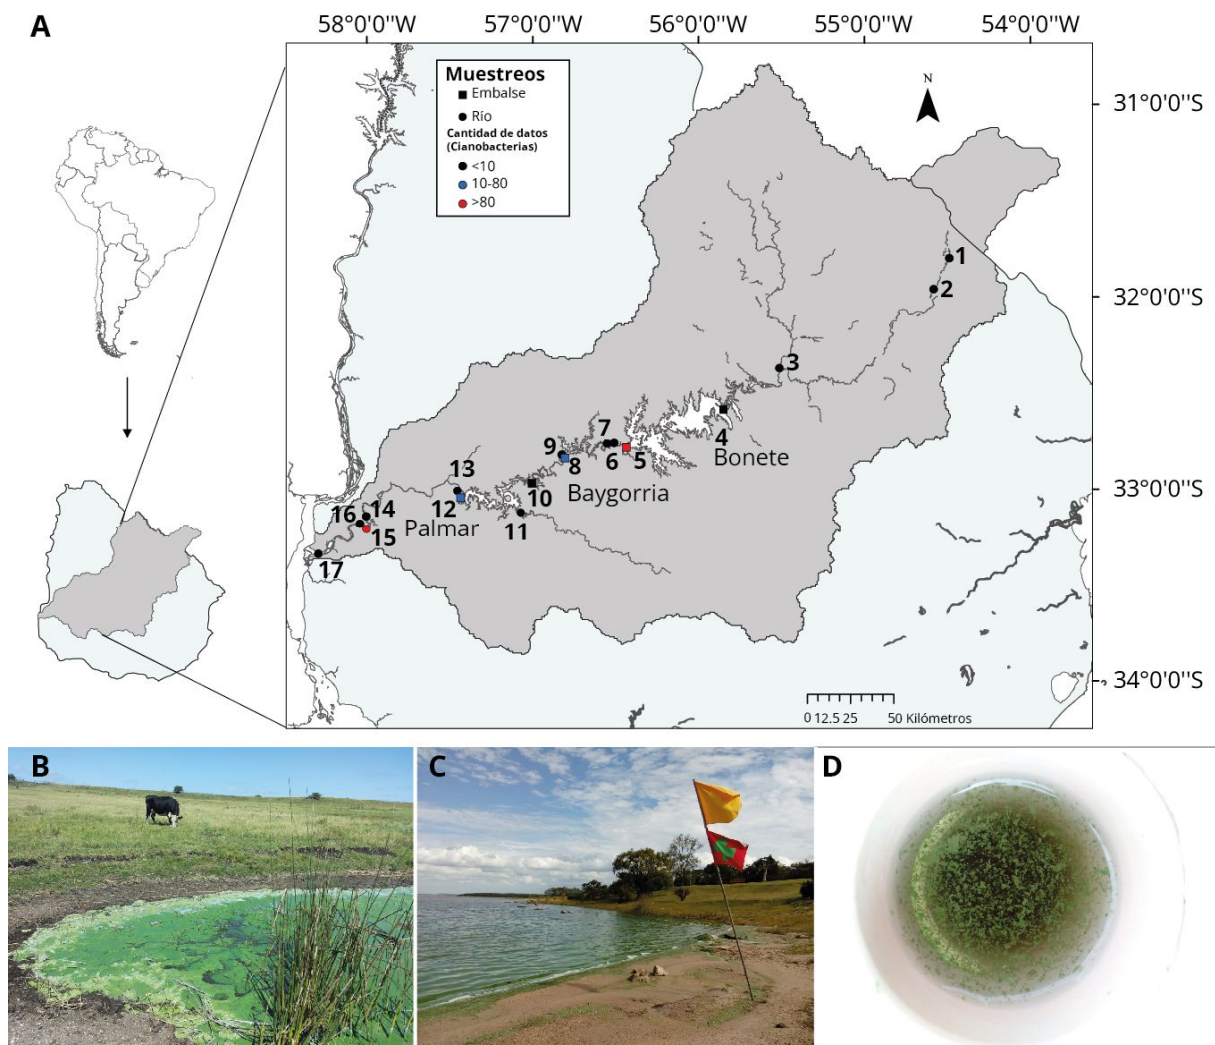 A
58°0'0"W 57°0'0"W 56°0'0"W 55°0'0"W 54°0'0"W
Muestreos
Embalse
Río
Cantidad de datos
(Cianobacterias)
<10
10-80
>80
N
31°0'0"S
32°0'0"S
33°0'0"S
34°0'0"S
1
2
3
4
Bonete
5
6
7
8
9
Baygorria
10
11
12
13
Palmar
14
15
16
17
0 12.5 25 50 Kilómetros
B
C
D